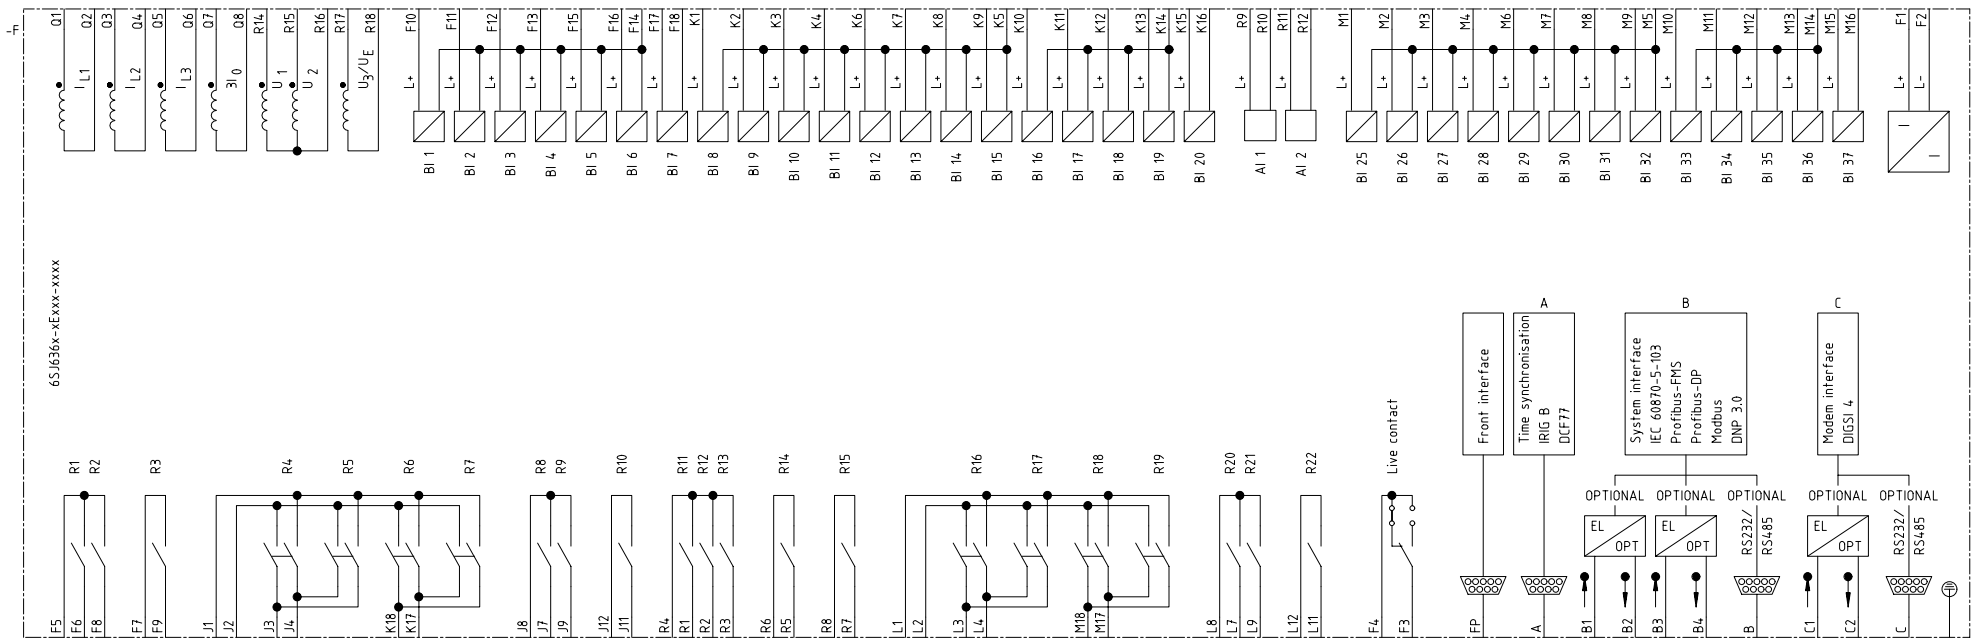 -F
Q1 Q2 Q3 Q4 Q5 Q6 Q7 Q8 R14 R15 R16 R17 R18 F10 F11 F12 F13 F15 F16 F14 F17 F18 K1 K2 K3 K4 K6 K7 K8 K9 K5 K10 K11 K12 K13 K14 K15 K16 R9 R10 R11 R12 M1 M2 M3 M4 M6 M7 M8 M9 M5 M10 M11 M12 M13 M14 M15 M16 F1 F2
I L1 I L2 I L3 3I 0 U 1 U 2 U3/UE
L+ L+ L+ L+ L+ L+ L+ L+ L+ L+ L+ L+ L+ L+ L+ L+ L+ L+ L+ L+ L+ L+ L+ L+ L+ L+ L+ L+ L+ L+ L+ L+ L+ L+ L+ L+ L-
BI 1 BI 2 BI 3 BI 4 BI 5 BI 6 BI 7 BI 8 BI 9 BI 10 BI 11 BI 12 BI 13 BI 14 BI 15 BI 16 BI 17 BI 18 BI 19 BI 20 AI 1 AI 2 BI 25 BI 26 BI 27 BI 28 BI 29 BI 30 BI 31 BI 32 BI 33 BI 34 BI 35 BI 36 BI 37
6SJ636x-xExxx-xxxx
A B C
Front interface
Time synchronisation
IRIG B
DCF77
System interface
IEC 60870-5-103
Profibus-FMS
Profibus-DP
Modbus
DNP 3.0
Modem interface
DIGSI 4
R1 R2 R3 R4 R5 R6 R7 R8 R9 R10 R11 R12 R13 R14 R15 R16 R17 R18 R19 R20 R21 R22 Live contact
OPTIONAL OPTIONAL OPTIONAL OPTIONAL OPTIONAL
EL OPT EL OPT RS232/ RS485 EL OPT RS232/ RS485
F5 F6 F8 F7 F9 J1 J2 J3 J4 K18 K17 J8 J7 J9 J12 J11 R4 R1 R2 R3 R6 R5 R8 R7 L1 L2 L3 L4 M18 M17 L8 L7 L9 L12 L11 F4 F3 FP A B1 B2 B3 B4 B C1 C2 C